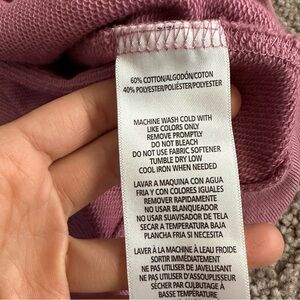 60% COTTON/ALGODÓN/COTON
40% POLYESTER/POLIÉSTER/POLYESTER
MACHINE WASH COLD WITH
LIKE COLORS ONLY
REMOVE PROMPTLY
DO NOT BLEACH
DO NOT USE FABRIC SOFTENER
TUMBLE DRY LOW
COOL IRON WHEN NEEDED
LAVAR A MAQUINA CON AGUA
FRIA Y CON COLORES IGUALES
REMOVER RAPIDAMENTE
NO USAR BLANQUEADOR
NO USAR SUAVISADOR DE TELA
SECAR A TEMPERATURA BAJA
PLANCHA FRIA SI NECESITA
LAVER À LA MACHINE À L'EAU FROIDE
SORTIR IMMÉDIATEMENT
NE PAS UTILISER DE JAVELLISANT
NE PAS UTILISER D'ASSOUPLISSEUR
SÉCHER PAR CULBUTAGE À
BASSE TEMPÉRATURE